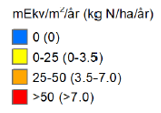 mEkv/m²/år (kg N/ha/år)
0 (0)
0-25 (0-3.5)
25-50 (3.5-7.0)
>50 (>7.0)